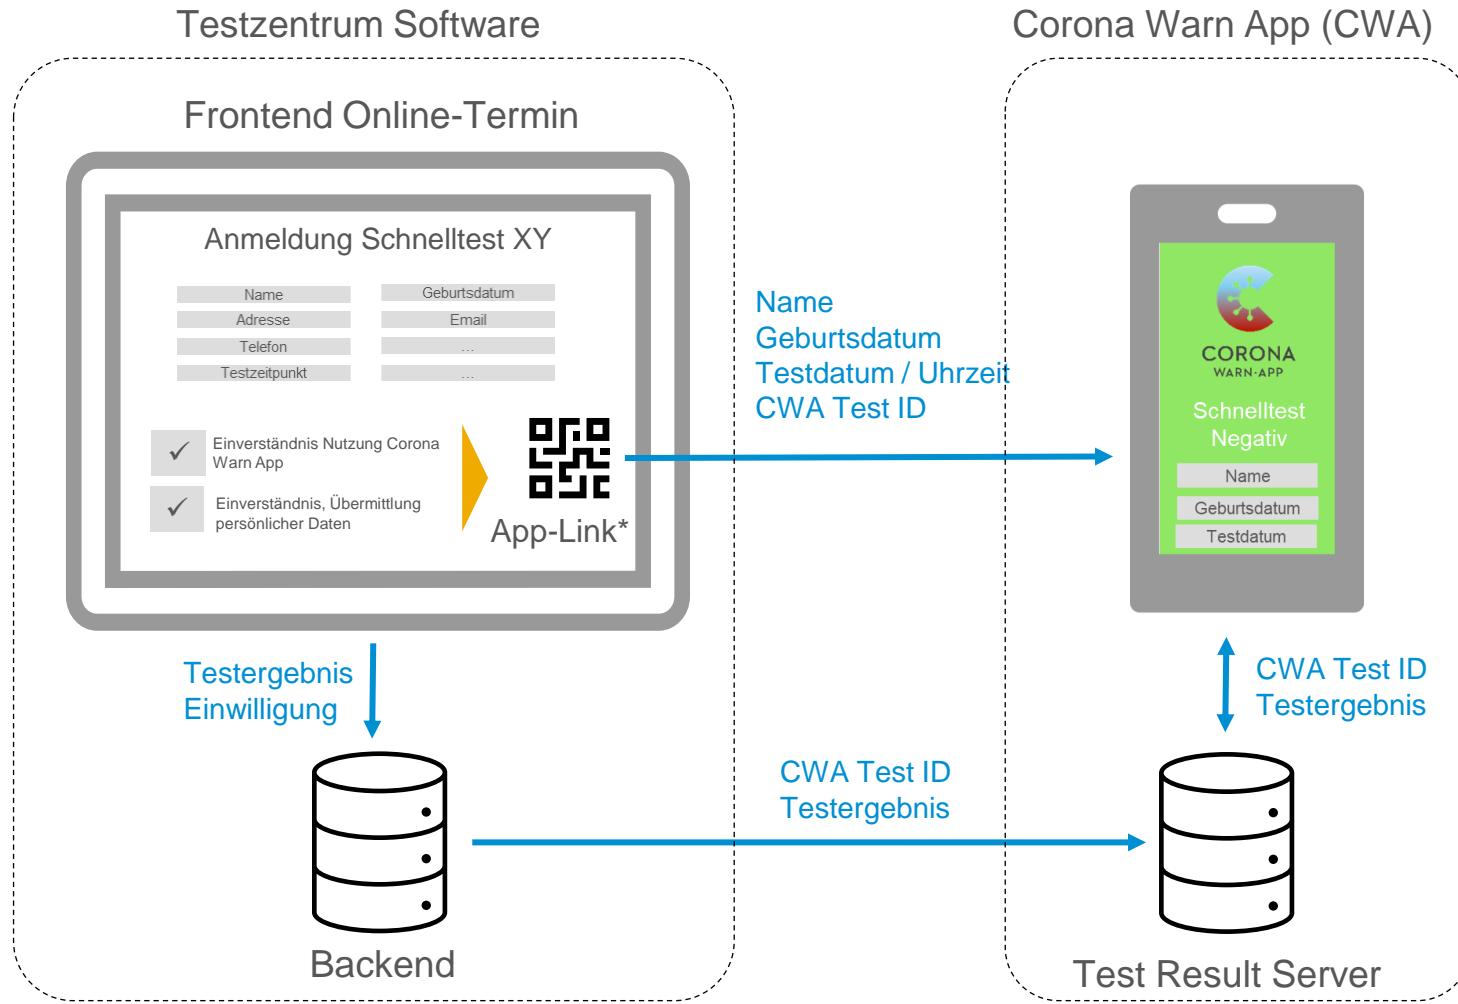 Testzentrum Software
Corona Warn App (CWA)
Frontend Online-Termin
Anmeldung Schnelltest XY
Name
Geburtsdatum
Adresse
Email
Telefon
...
Testzeitpunkt
...
Einverständnis Nutzung Corona
Warn App
Einverständnis, Übermittlung
persönlicher Daten
App-Link*
Name
Geburtsdatum
Testdatum / Uhrzeit
CWA Test ID
CORONA
WARN-APP
Schnelltest
Negativ
Name
Geburtsdatum
Testdatum
Testergebnis
Einwilligung
CWA Test ID
Testergebnis
CWA Test ID
Testergebnis
Backend
Test Result Server